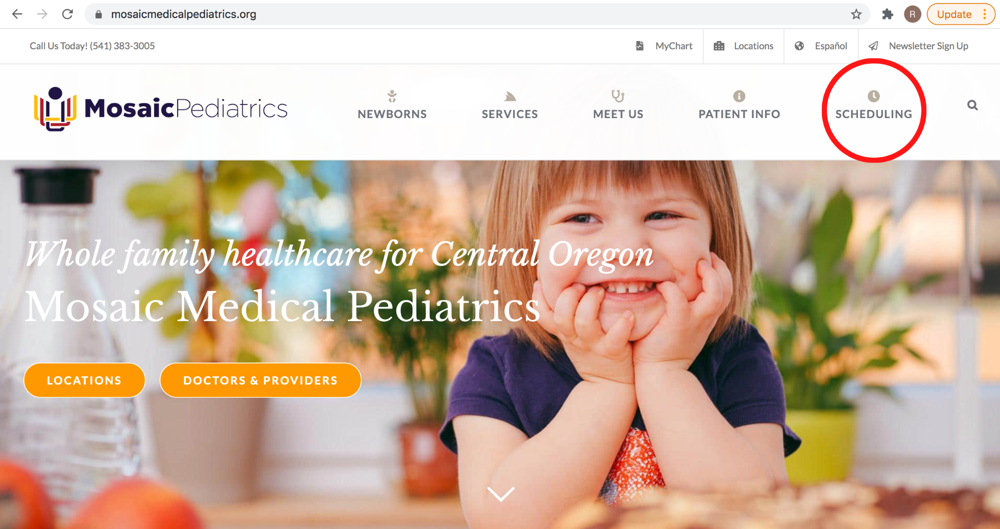 mosaicmedicalpediatrics.org
R
Update
Call Us Today! (541) 383-3005
MyChart
Locations
Español
Newsletter Sign Up
MosaicPediatrics
NEWBORNS
SERVICES
MEET US
PATIENT INFO
SCHEDULING
Whole family healthcare for Central Oregon
Mosaic Medical Pediatrics
LOCATIONS
DOCTORS & PROVIDERS